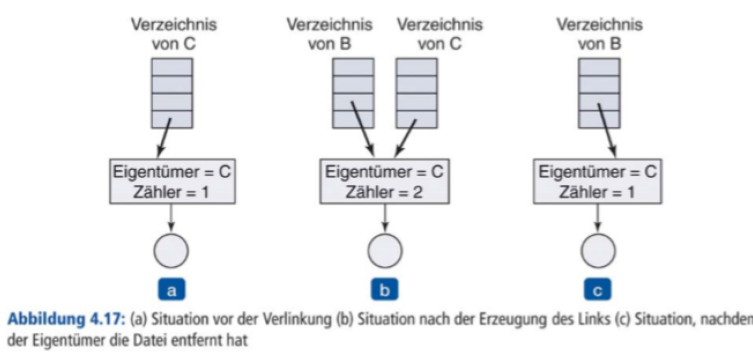 Verzeichnis
von C
Verzeichnis
von B
Verzeichnis
von C
Verzeichnis
von B
Eigentümer = C
Zähler = 1
Eigentümer = C
Zähler = 2
Eigentümer = C
Zähler = 1
a
b
c
Abbildung 4.17: (a) Situation vor der Verlinkung (b) Situation nach der Erzeugung des Links (c) Situation, nachdem
der Eigentümer die Datei entfernt hat